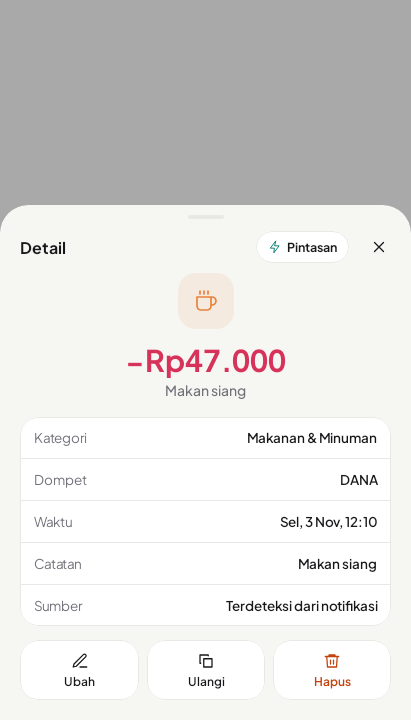 Detail
Pintasan
−Rp47.000
Makan siang
Kategori Makanan & Minuman
Dompet DANA
Waktu Sel, 3 Nov, 12:10
Catatan Makan siang
Sumber Terdeteksi dari notifikasi
Ubah
Ulangi
Hapus